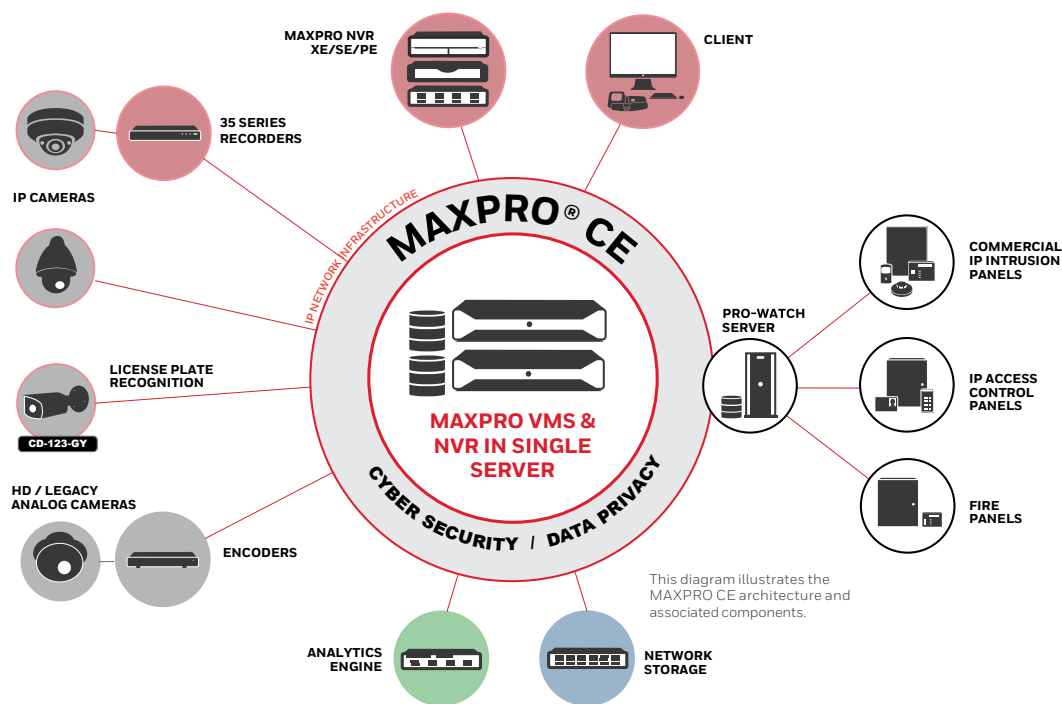 MAXPRO NVR
XE/SE/PE
CLIENT
35 SERIES
RECORDERS
IP CAMERAS
IP NETWORK INFRASTRUCTURE
MAXPRO® CE
COMMERCIAL
IP INTRUSION
PANELS
PRO-WATCH
SERVER
LICENSE PLATE
RECOGNITION
CD-123-GY
IP ACCESS
CONTROL
PANELS
MAXPRO VMS &
NVR IN SINGLE
SERVER
CYBER SECURITY / DATA PRIVACY
HD / LEGACY
ANALOG CAMERAS
ENCODERS
FIRE
PANELS
This diagram illustrates the
MAXPRO CE architecture and
associated components.
ANALYTICS
ENGINE
NETWORK
STORAGE